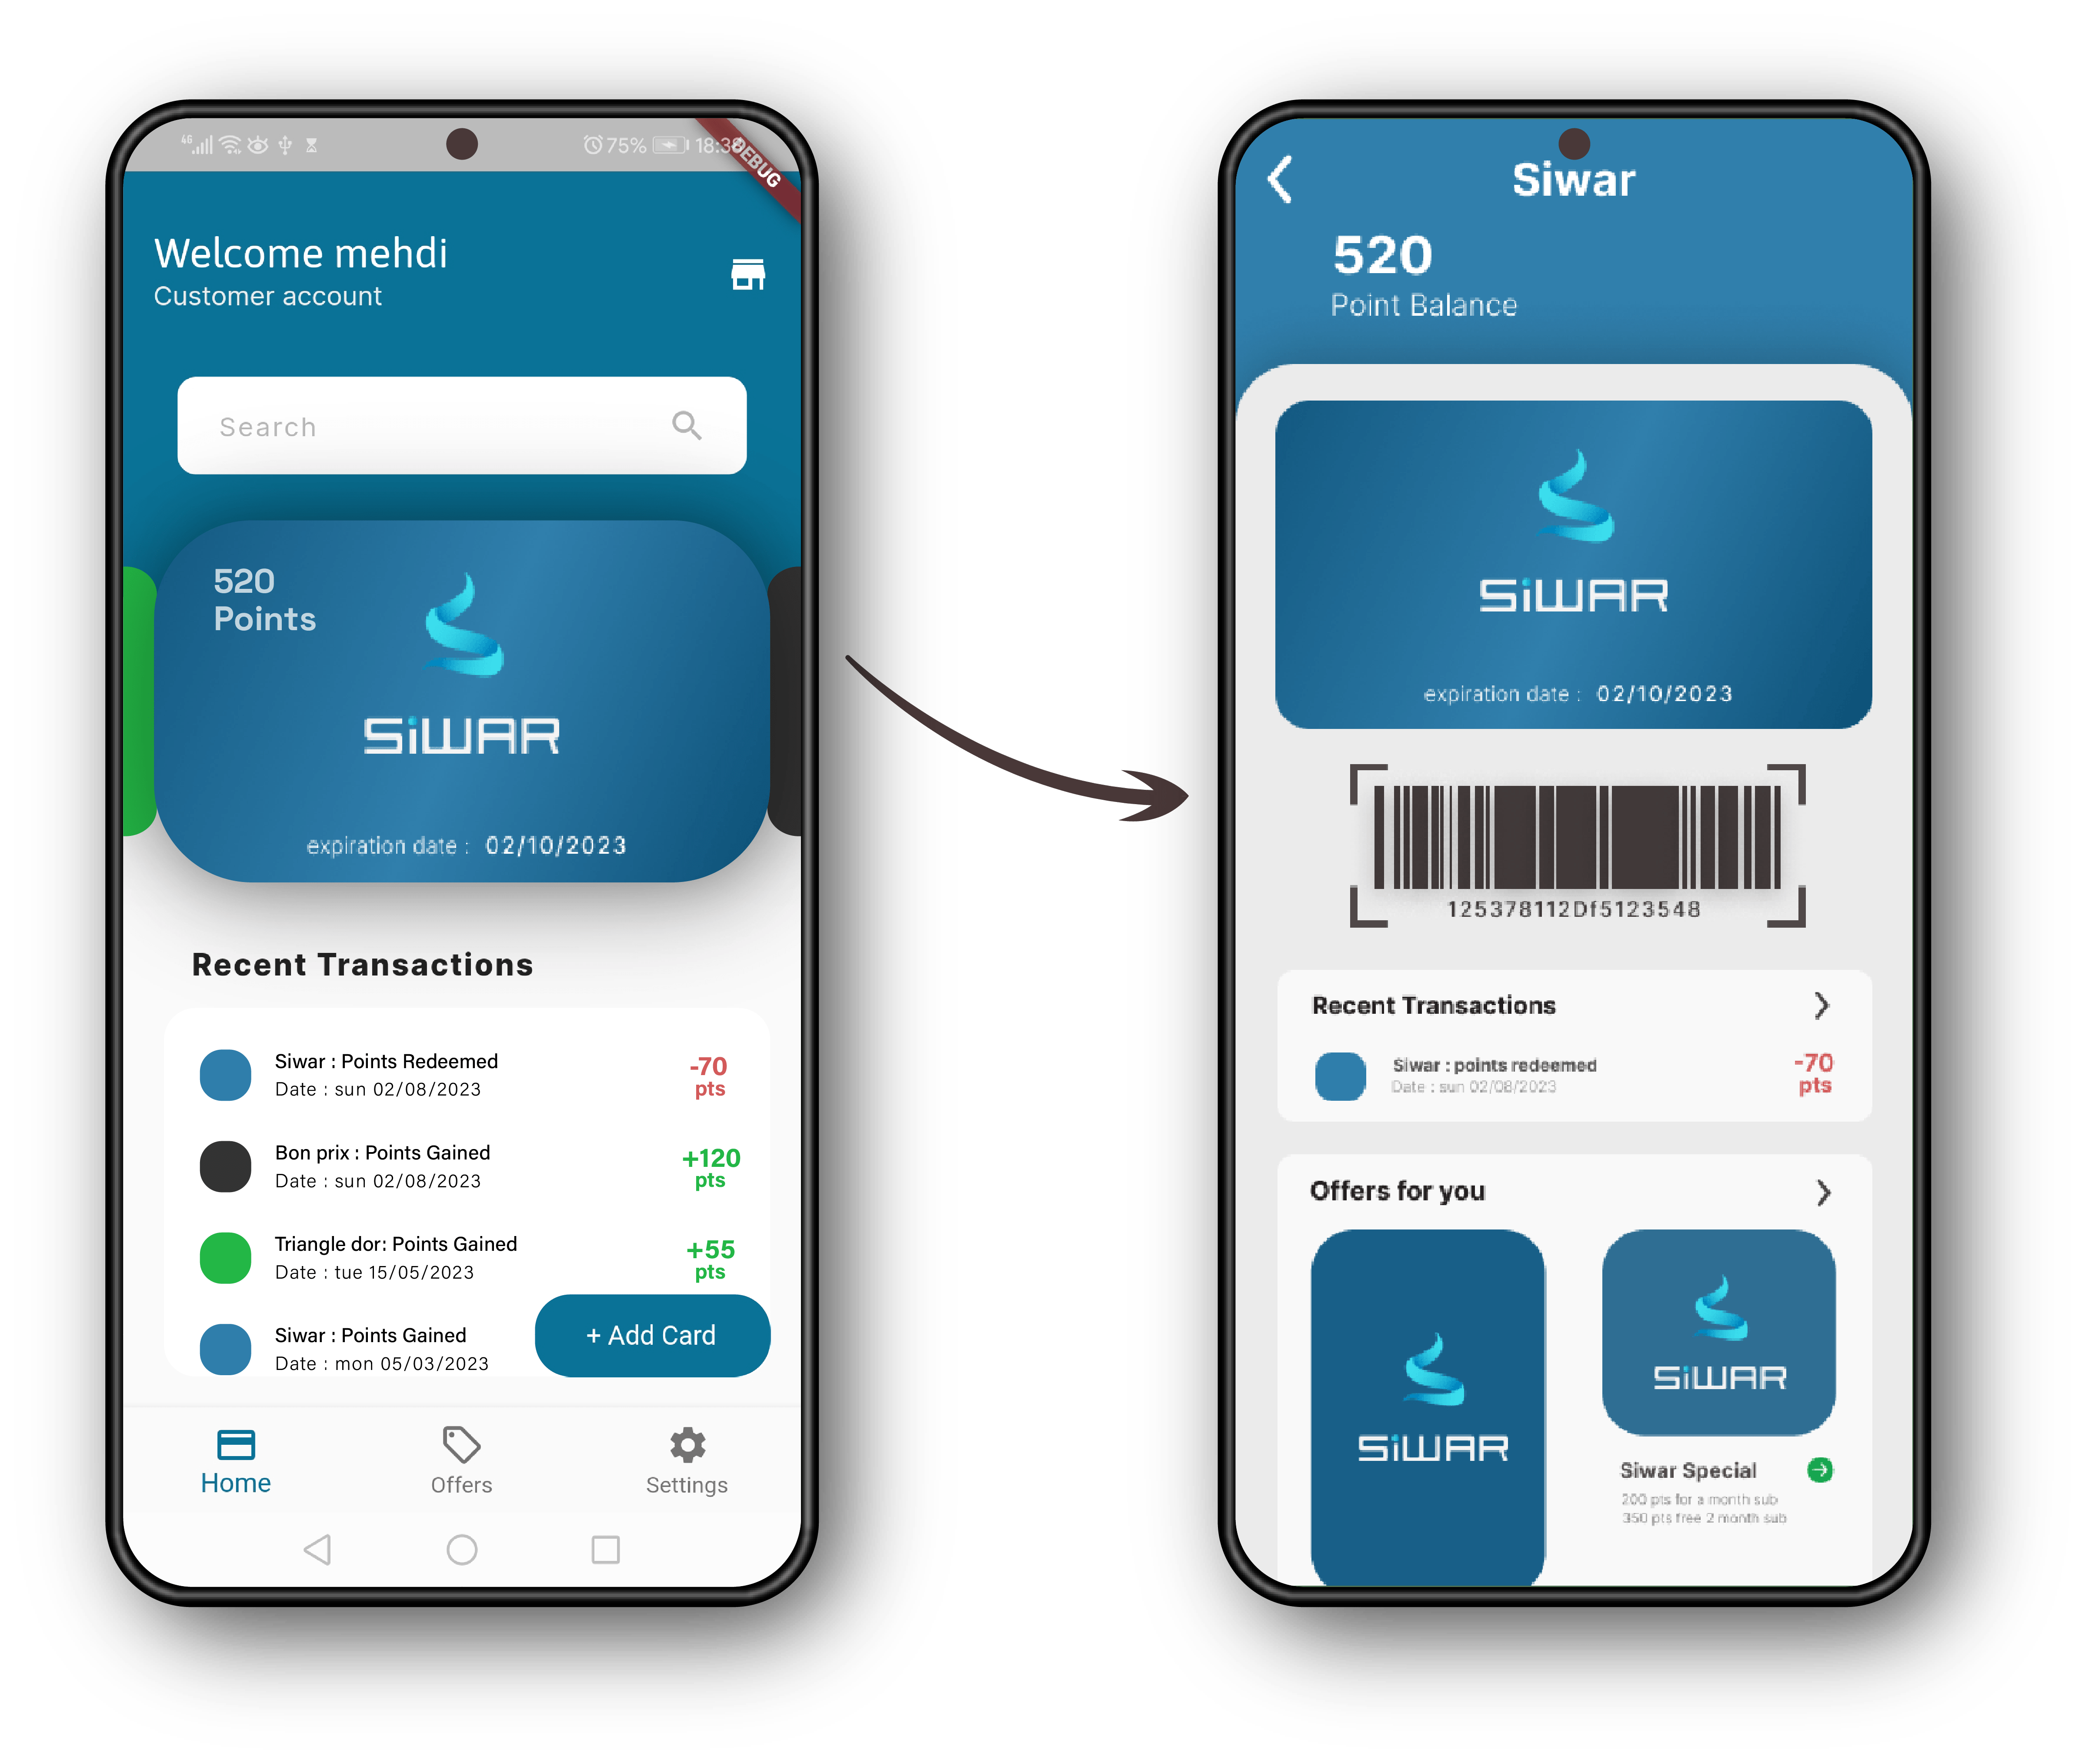 4G
75%
18:38
DEBUG
Welcome mehdi
Customer account
Search
520
Points
SiWAR
expiration date : 02/10/2023
Recent Transactions
Siwar : Points Redeemed
Date : sun 02/08/2023
-70
pts
Bon prix : Points Gained
Date : sun 02/08/2023
+120
pts
Triangle dor: Points Gained
Date : tue 15/05/2023
+55
pts
Siwar : Points Gained
Date : mon 05/03/2023
+ Add Card
Home
Offers
Settings
Siwar
520
Point Balance
SiWAR
expiration date : 02/10/2023
125378112Df5123548
Recent Transactions
Siwar : points redeemed
Date : sun 02/08/2023
-70
pts
Offers for you
SiWAR
SiWAR
Siwar Special
200 pts for a month sub
350 pts free 2 month sub